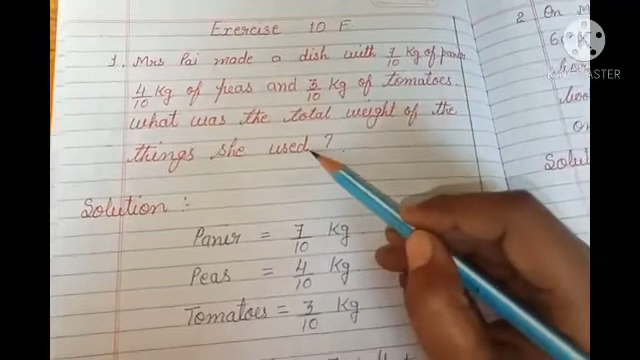 Exercise 10 F.
1. Mrs Pai made a dish with 7/10 Kg of paneer
4/10 Kg of peas and 3/10 Kg of tomatoes.
what was the total weight of the
things she used?
Solution :
Paner = 7/10 Kg
Peas = 4/10 Kg
Tomatoes = 3/10 Kg
2 On